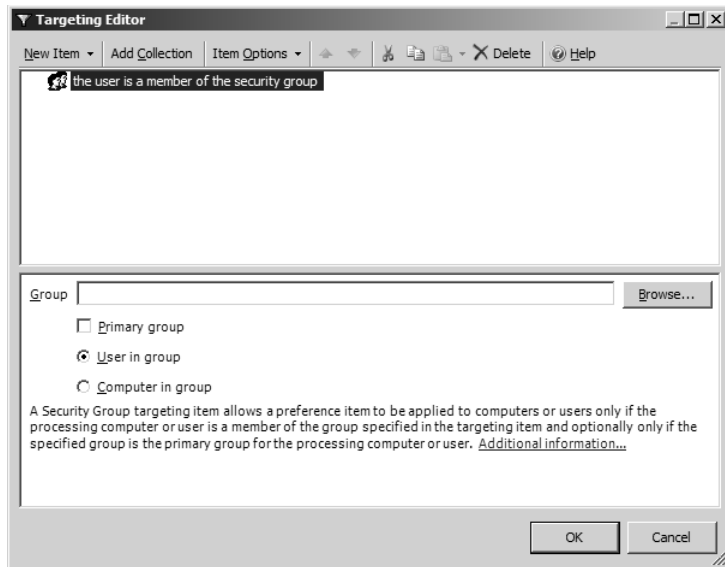 Targeting Editor
New Item Add Collection Item Options Delete Help
the user is a member of the security group
Group Browse...
Primary group
User in group
Computer in group
A Security Group targeting item allows a preference item to be applied to computers or users only if the
processing computer or user is a member of the group specified in the targeting item and optionally only if the
specified group is the primary group for the processing computer or user. Additional information...
OK Cancel